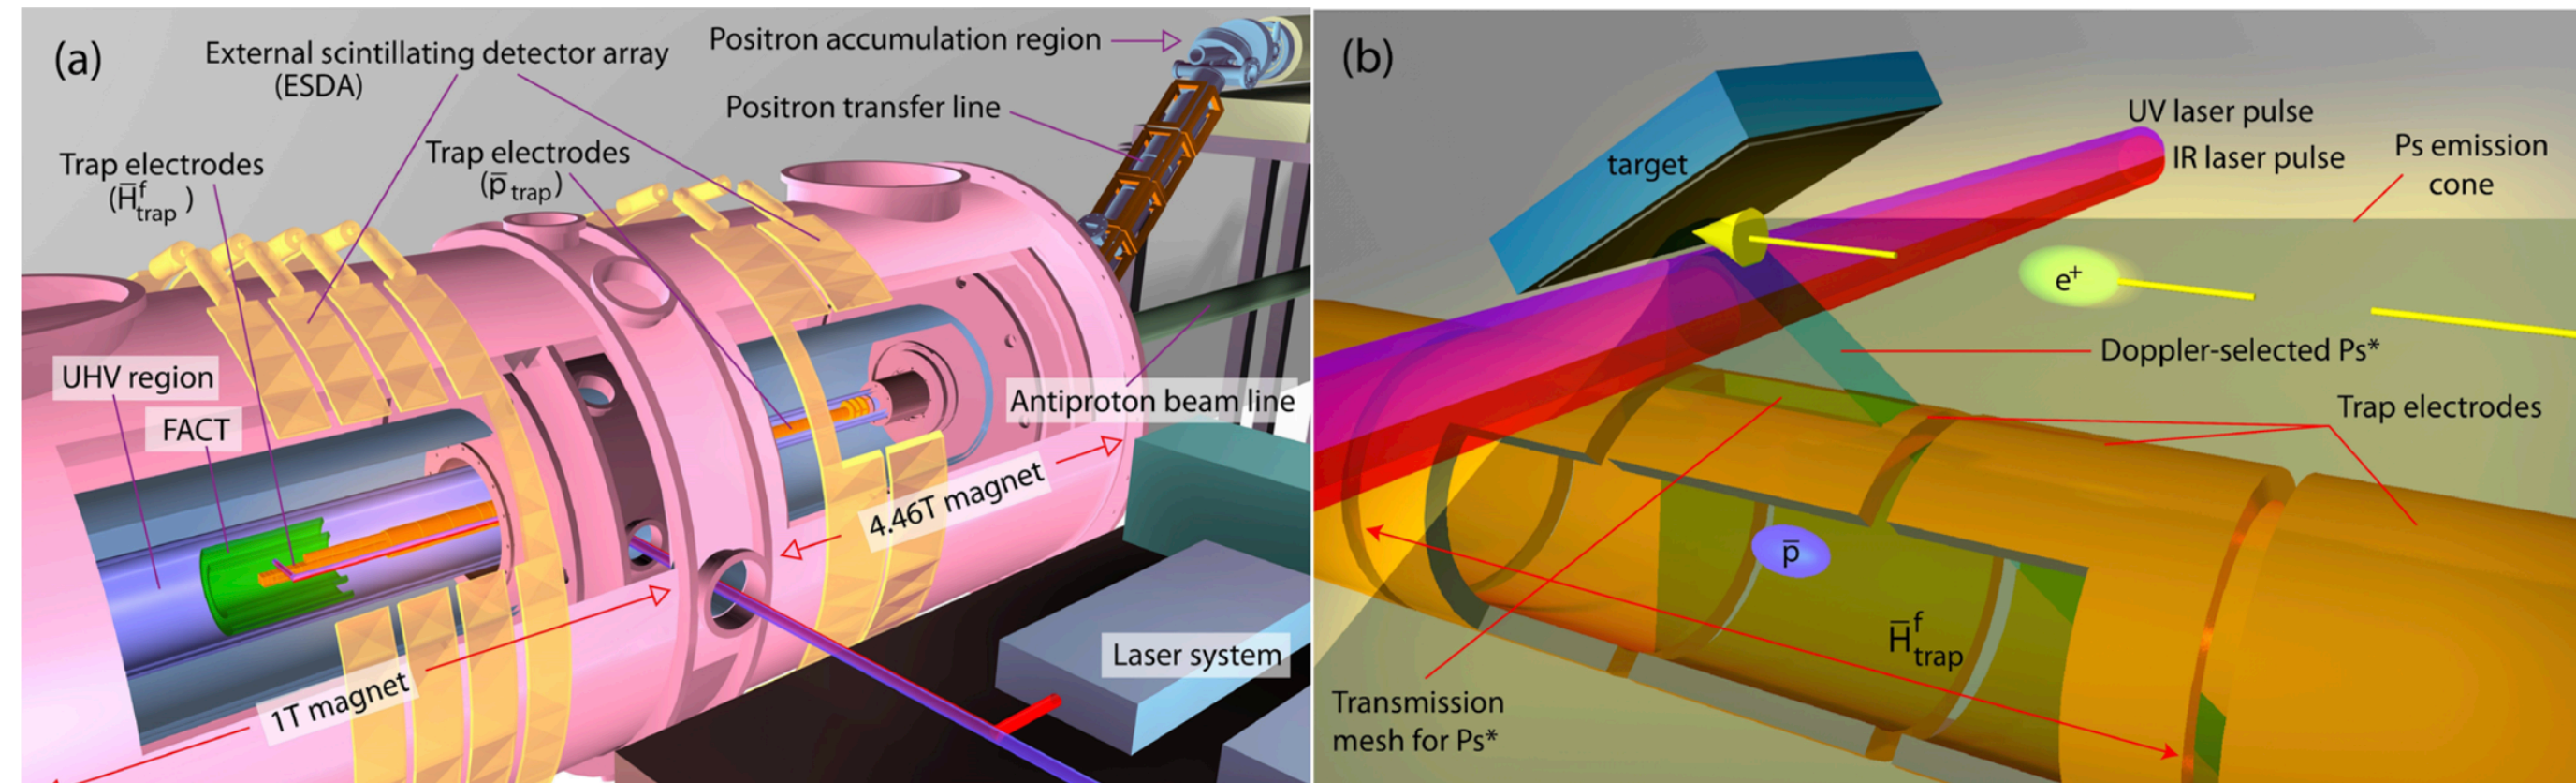 (a)
External scintillating detector array
(ESDA)
Positron accumulation region
Positron transfer line
Trap electrodes
(H̄ᶠtrap)
Trap electrodes
(p̄ trap)
UHV region
FACT
Antiproton beam line
4.46T magnet
1T magnet
Laser system
(b)
target
UV laser pulse
IR laser pulse
Ps emission
cone
e⁺
Doppler-selected Ps*
Trap electrodes
p̄
H̄ᶠtrap
Transmission
mesh for Ps*